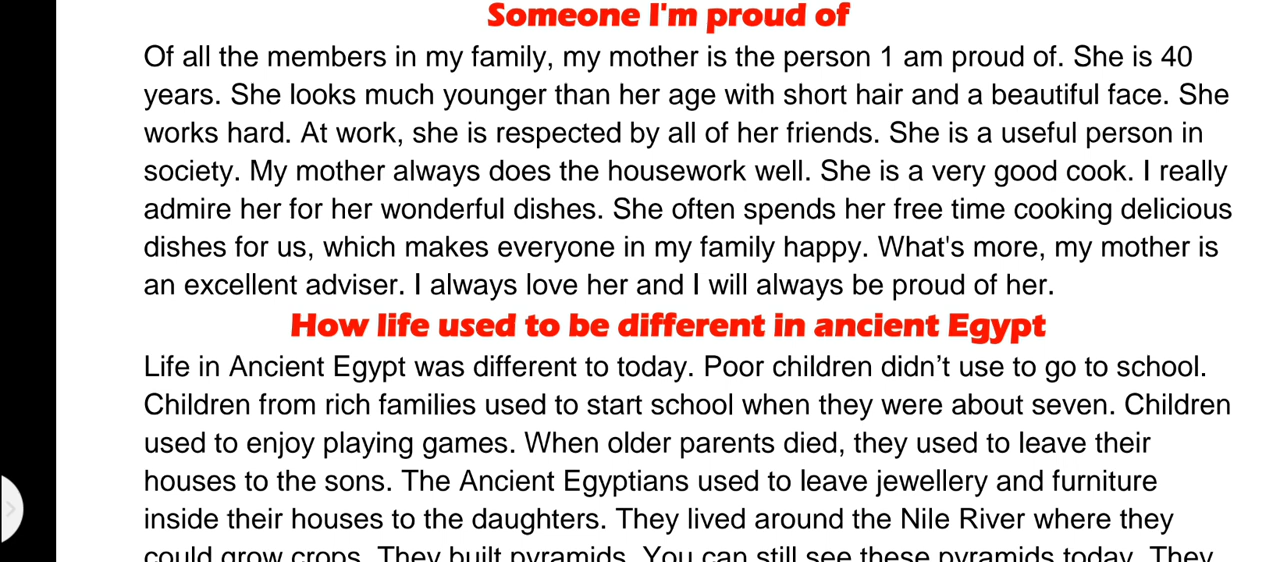 Someone I'm proud of
Of all the members in my family, my mother is the person 1 am proud of. She is 40
years. She looks much younger than her age with short hair and a beautiful face. She
works hard. At work, she is respected by all of her friends. She is a useful person in
society. My mother always does the housework well. She is a very good cook. I really
admire her for her wonderful dishes. She often spends her free time cooking delicious
dishes for us, which makes everyone in my family happy. What's more, my mother is
an excellent adviser. I always love her and I will always be proud of her.
How life used to be different in ancient Egypt
Life in Ancient Egypt was different to today. Poor children didn’t use to go to school.
Children from rich families used to start school when they were about seven. Children
used to enjoy playing games. When older parents died, they used to leave their
houses to the sons. The Ancient Egyptians used to leave jewellery and furniture
inside their houses to the daughters. They lived around the Nile River where they
could grow crops. They built pyramids. You can still see these pyramids today. They